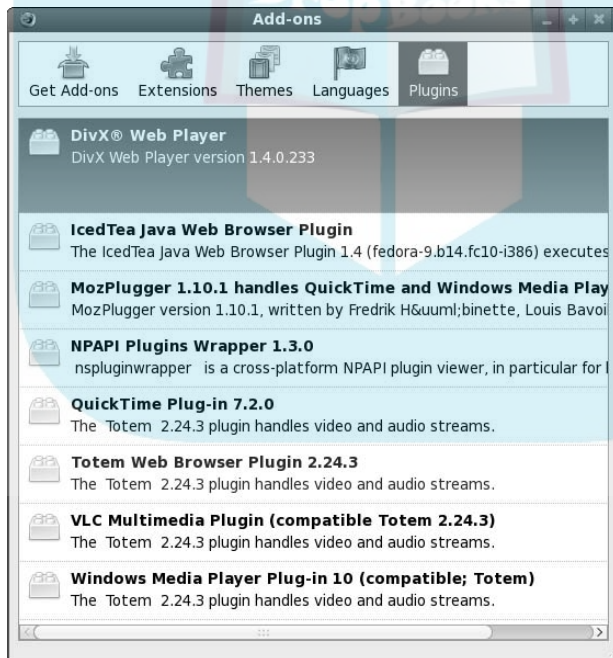 Add-ons
Get Add-ons Extensions Themes Languages Plugins
DivX® Web Player
DivX Web Player version 1.4.0.233
IcedTea Java Web Browser Plugin
The IcedTea Java Web Browser Plugin 1.4 (fedora-9.b14.fc10-i386) executes
MozPlugger 1.10.1 handles QuickTime and Windows Media Play
MozPlugger version 1.10.1, written by Fredrik H&uuml;binette, Louis Bavoi
NPAPI Plugins Wrapper 1.3.0
nspluginwrapper is a cross-platform NPAPI plugin viewer, in particular for
QuickTime Plug-in 7.2.0
The Totem 2.24.3 plugin handles video and audio streams.
Totem Web Browser Plugin 2.24.3
The Totem 2.24.3 plugin handles video and audio streams.
VLC Multimedia Plugin (compatible Totem 2.24.3)
The Totem 2.24.3 plugin handles video and audio streams.
Windows Media Player Plug-in 10 (compatible; Totem)
The Totem 2.24.3 plugin handles video and audio streams.